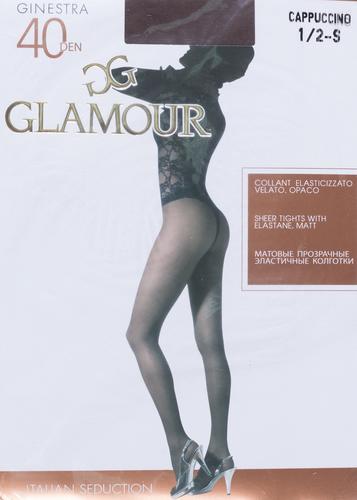 GINESTRA
40 DEN
CAPPUCCINO
1/2--S
GG
GLAMOUR
COLLANT ELASTICIZZATO
VELATO, OPACO
SHEER TIGHTS WITH
ELASTANE, MATT
МАТОВЫЕ ПРОЗРАЧНЫЕ
ЭЛАСТИЧНЫЕ КОЛГОТКИ
ITALIAN SEDUCTION